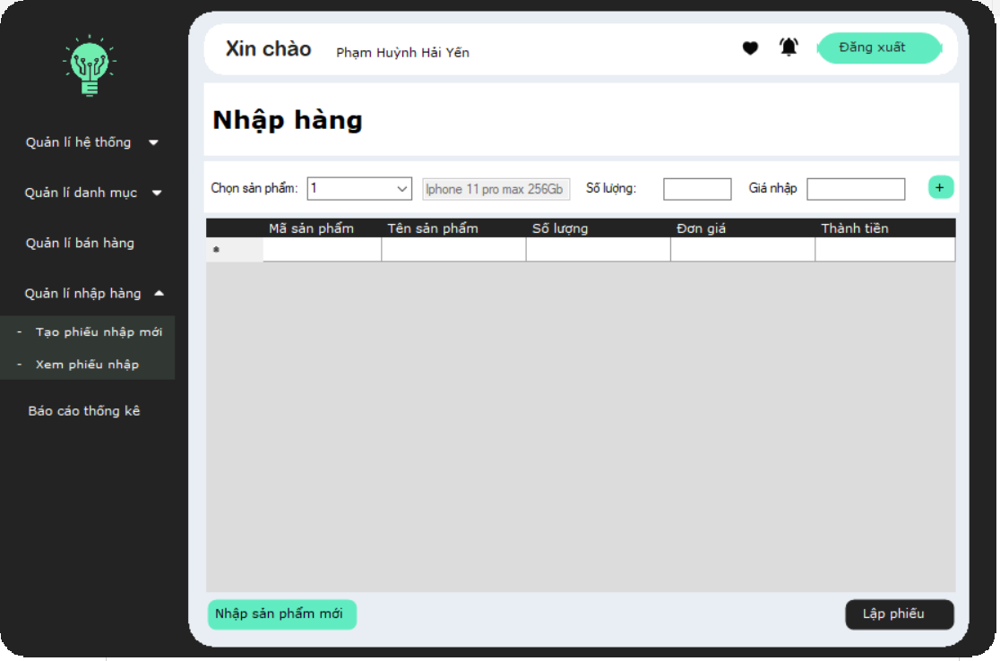 Quản lí hệ thống
Quản lí danh mục
Quản lí bán hàng
Quản lí nhập hàng
- Tạo phiếu nhập mới
- Xem phiếu nhập
Báo cáo thống kê
Xin chào Phạm Huỳnh Hải Yến Đăng xuất
Nhập hàng
Chọn sản phẩm: 1 Iphone 11 pro max 256Gb Số lượng: Giá nhập +
Mã sản phẩm Tên sản phẩm Số lượng Đơn giá Thành tiền
*
Nhập sản phẩm mới Lập phiếu